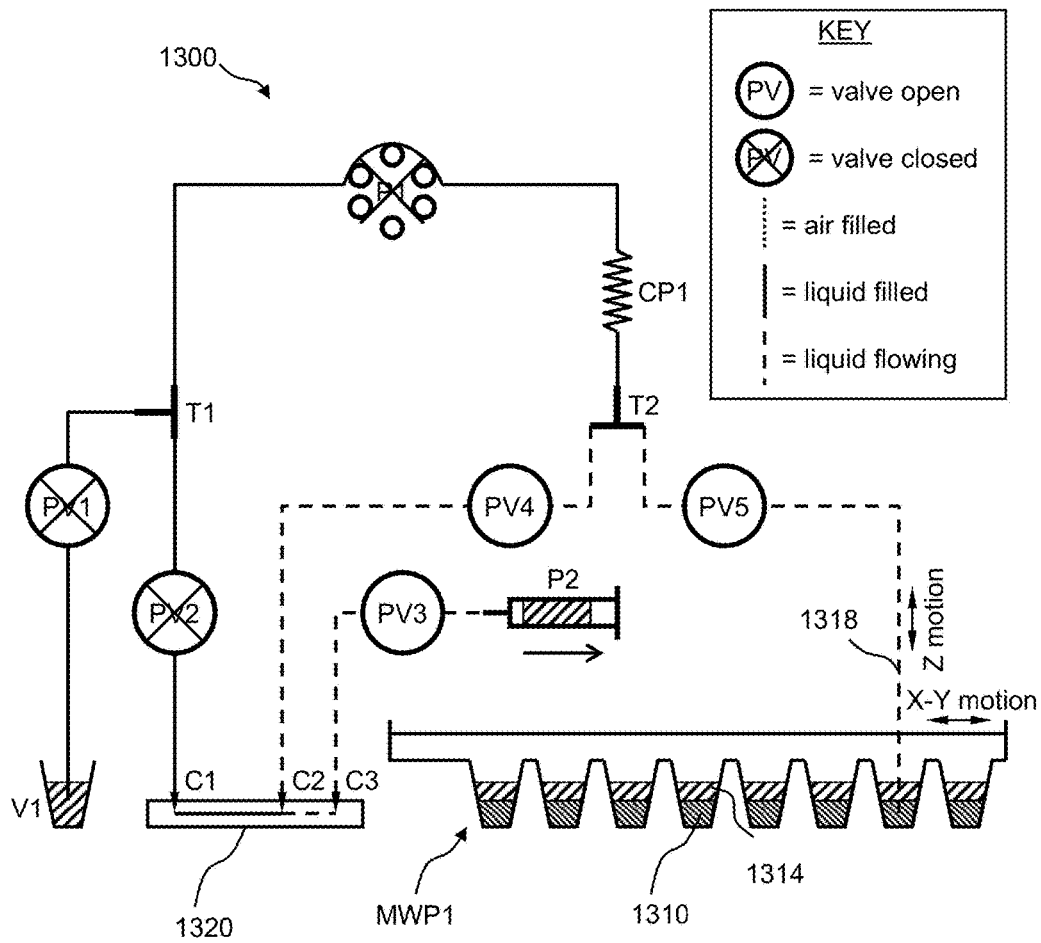 1300
KEY
PV = valve open
PV = valve closed
= air filled
= liquid filled
= liquid flowing
P1
CP1
T1
T2
PV1
PV4
PV5
PV2
PV3
P2
1318
Z motion
X-Y motion
V1
C1
C2
C3
1314
1320
MWP1
1310